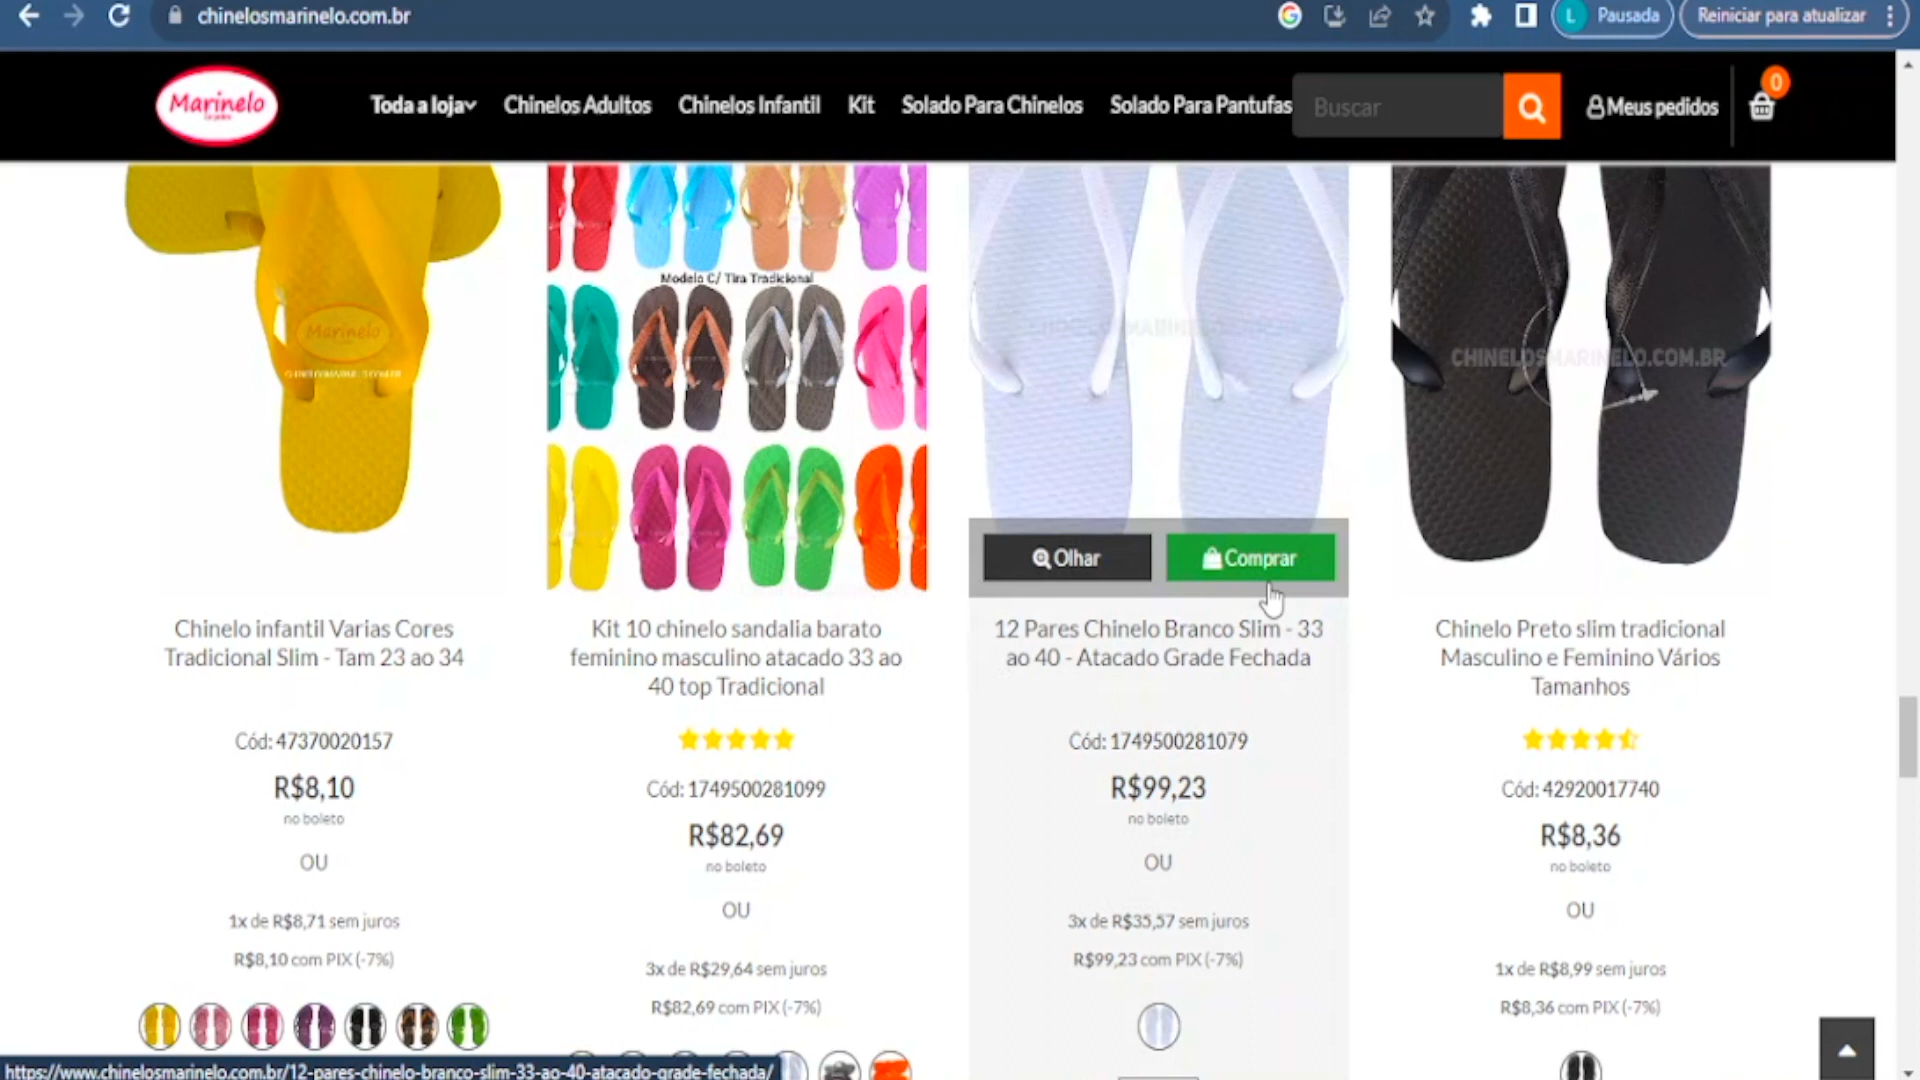 chinelosmarinelo.com.br
L Pausada
Reiniciar para atualizar
Marinelo
Toda a loja
Chinelos Adultos
Chinelos Infantil
Kit
Solado Para Chinelos
Solado Para Pantufas
Buscar
Meus pedidos
0
Marinelo
Modelo C/ Tira Tradicional
CHINELOSMARINELO.COM.BR
Olhar
Comprar
Chinelo infantil Varias Cores
Tradicional Slim - Tam 23 ao 34
Cód: 47370020157
R$8,10
no boleto
OU
1x de R$8,71 sem juros
R$8,10 com PIX (-7%)
Kit 10 chinelo sandalia barato
feminino masculino atacado 33 ao
40 top Tradicional
Cód: 1749500281099
R$82,69
no boleto
OU
3x de R$29,64 sem juros
R$82,69 com PIX (-7%)
12 Pares Chinelo Branco Slim - 33
ao 40 - Atacado Grade Fechada
Cód: 1749500281079
R$99,23
no boleto
OU
3x de R$35,57 sem juros
R$99,23 com PIX (-7%)
Chinelo Preto slim tradicional
Masculino e Feminino Vários
Tamanhos
Cód: 42920017740
R$8,36
no boleto
OU
1x de R$8,99 sem juros
R$8,36 com PIX (-7%)
https://www.chinelosmarinelo.com.br/12-pares-chinelo-branco-slim-33-ao-40-atacado-grade-fechada/